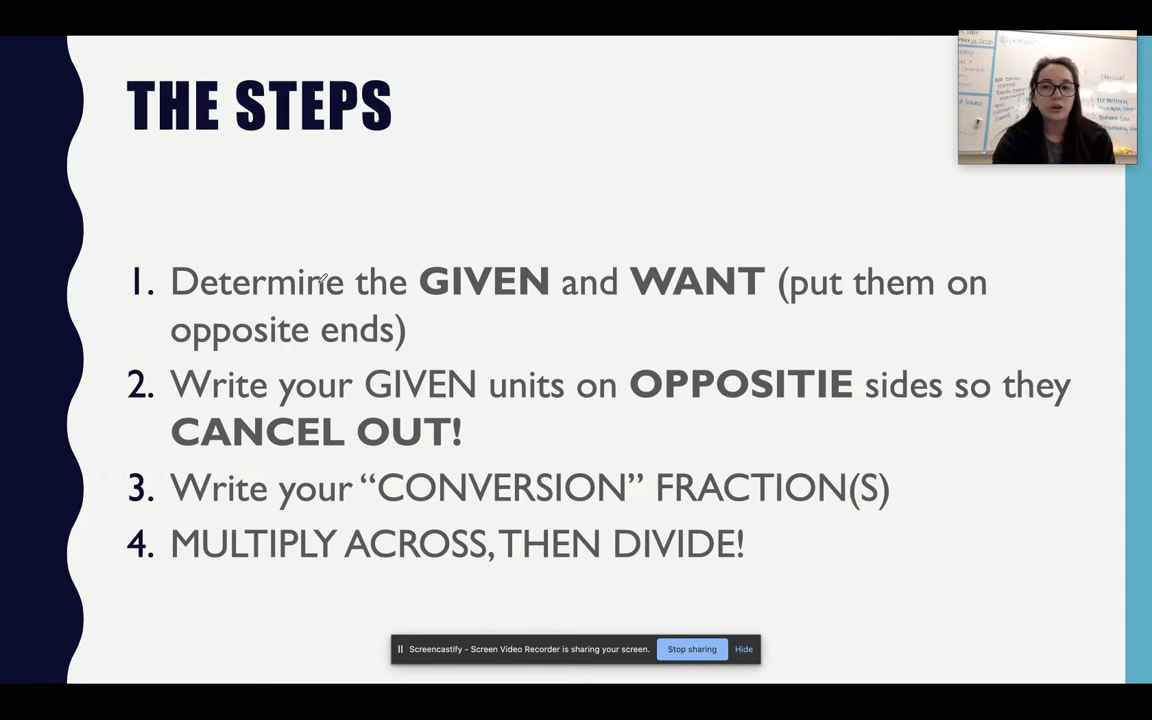 THE STEPS
1. Determine the GIVEN and WANT (put them on
opposite ends)
2. Write your GIVEN units on OPPOSITIE sides so they
CANCEL OUT!
3. Write your “CONVERSION” FRACTION(S)
4. MULTIPLY ACROSS, THEN DIVIDE!
Screencastify - Screen Video Recorder is sharing your screen. Stop sharing Hide
physical